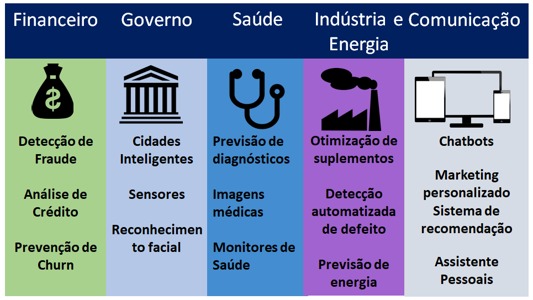 Financeiro
Detecção de
Fraude
Análise de
Crédito
Prevenção de
Churn
Governo
Cidades
Inteligentes
Sensores
Reconhecimen
to facial
Saúde
Previsão de
diagnósticos
Imagens
médicas
Monitores de
Saúde
Indústria e
Energia
Otimização de
suplementos
Detecção
automatizada
de defeito
Previsão de
energia
Comunicação
Chatbots
Marketing
personalizado
Sistema de
recomendação
Assistente
Pessoais